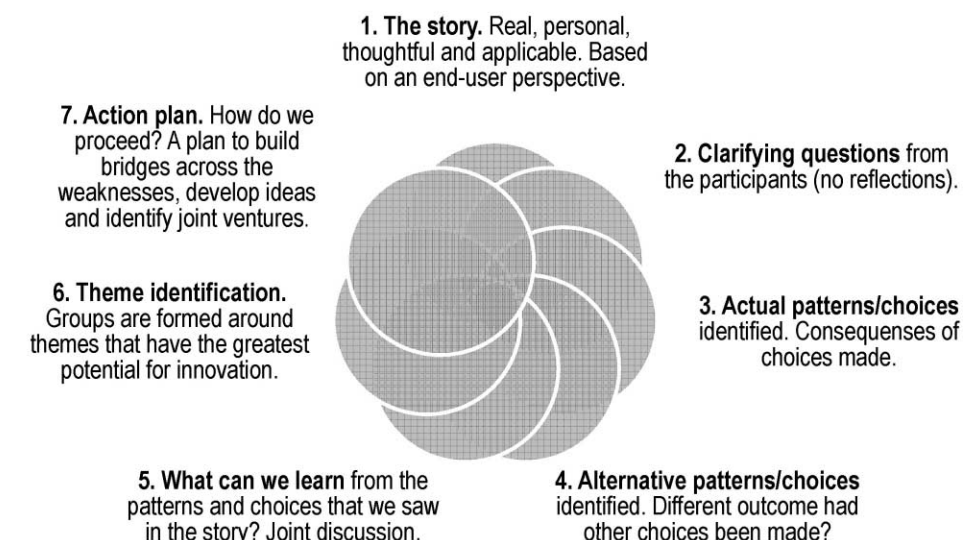 1. The story. Real, personal,
thoughtful and applicable. Based
on an end-user perspective.
2. Clarifying questions from
the participants (no reflections).
3. Actual patterns/choices
identified. Consequenses of
choices made.
4. Alternative patterns/choices
identified. Different outcome had
other choices been made?
5. What can we learn from the
patterns and choices that we saw
in the story? Joint discussion.
6. Theme identification.
Groups are formed around
themes that have the greatest
potential for innovation.
7. Action plan. How do we
proceed? A plan to build
bridges across the
weaknesses, develop ideas
and identify joint ventures.